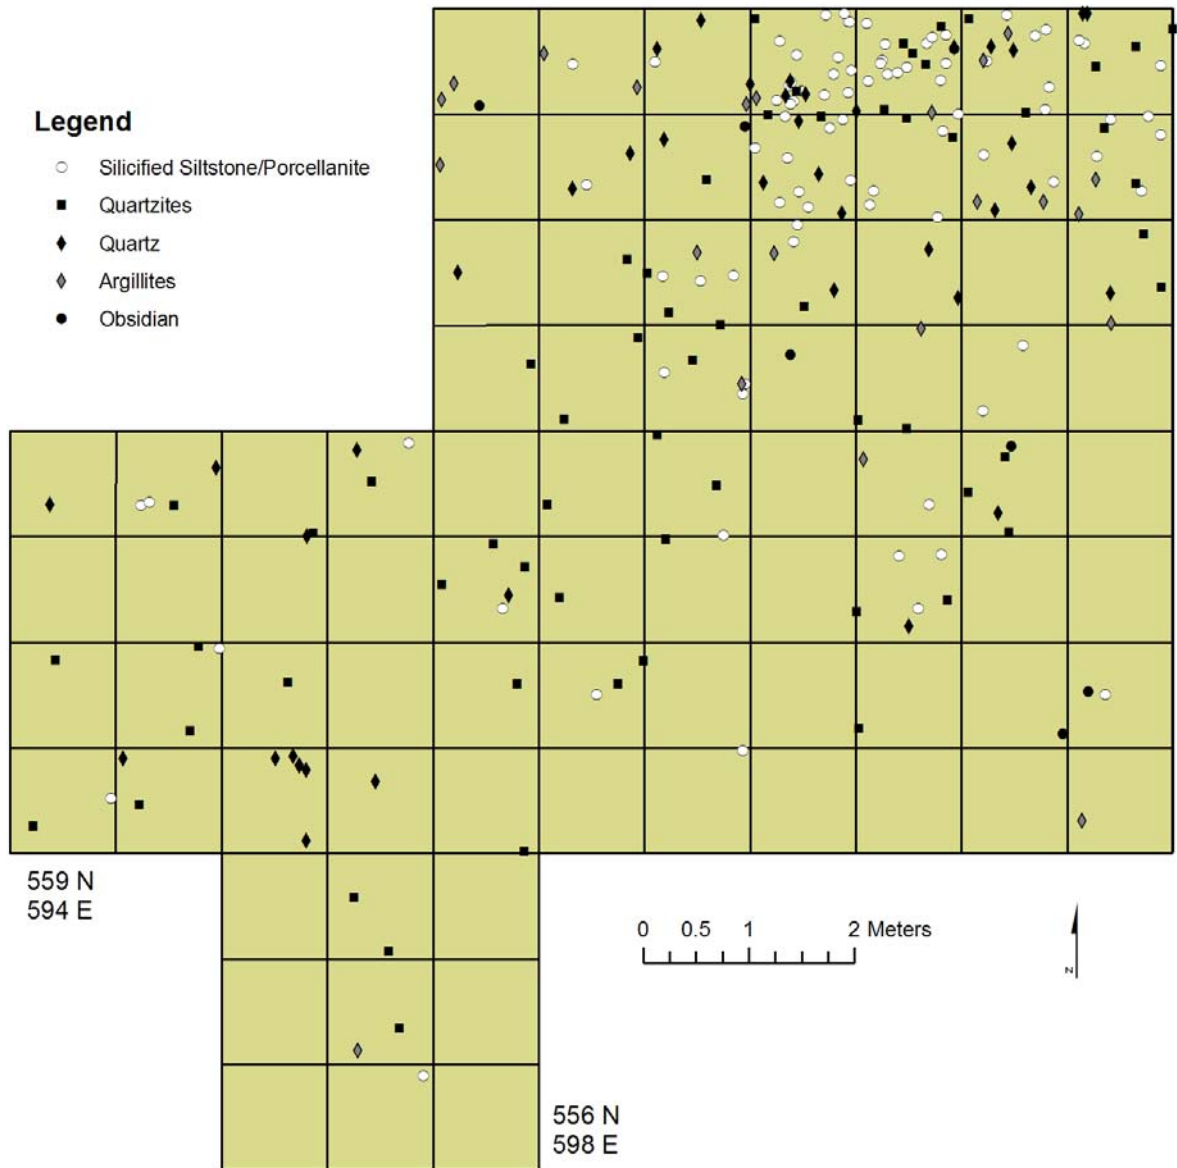 Legend
Silicified Siltstone/Porcellanite
Quartzites
Quartz
Argillites
Obsidian
559 N
594 E
0 0.5 1 2 Meters
N
556 N
598 E